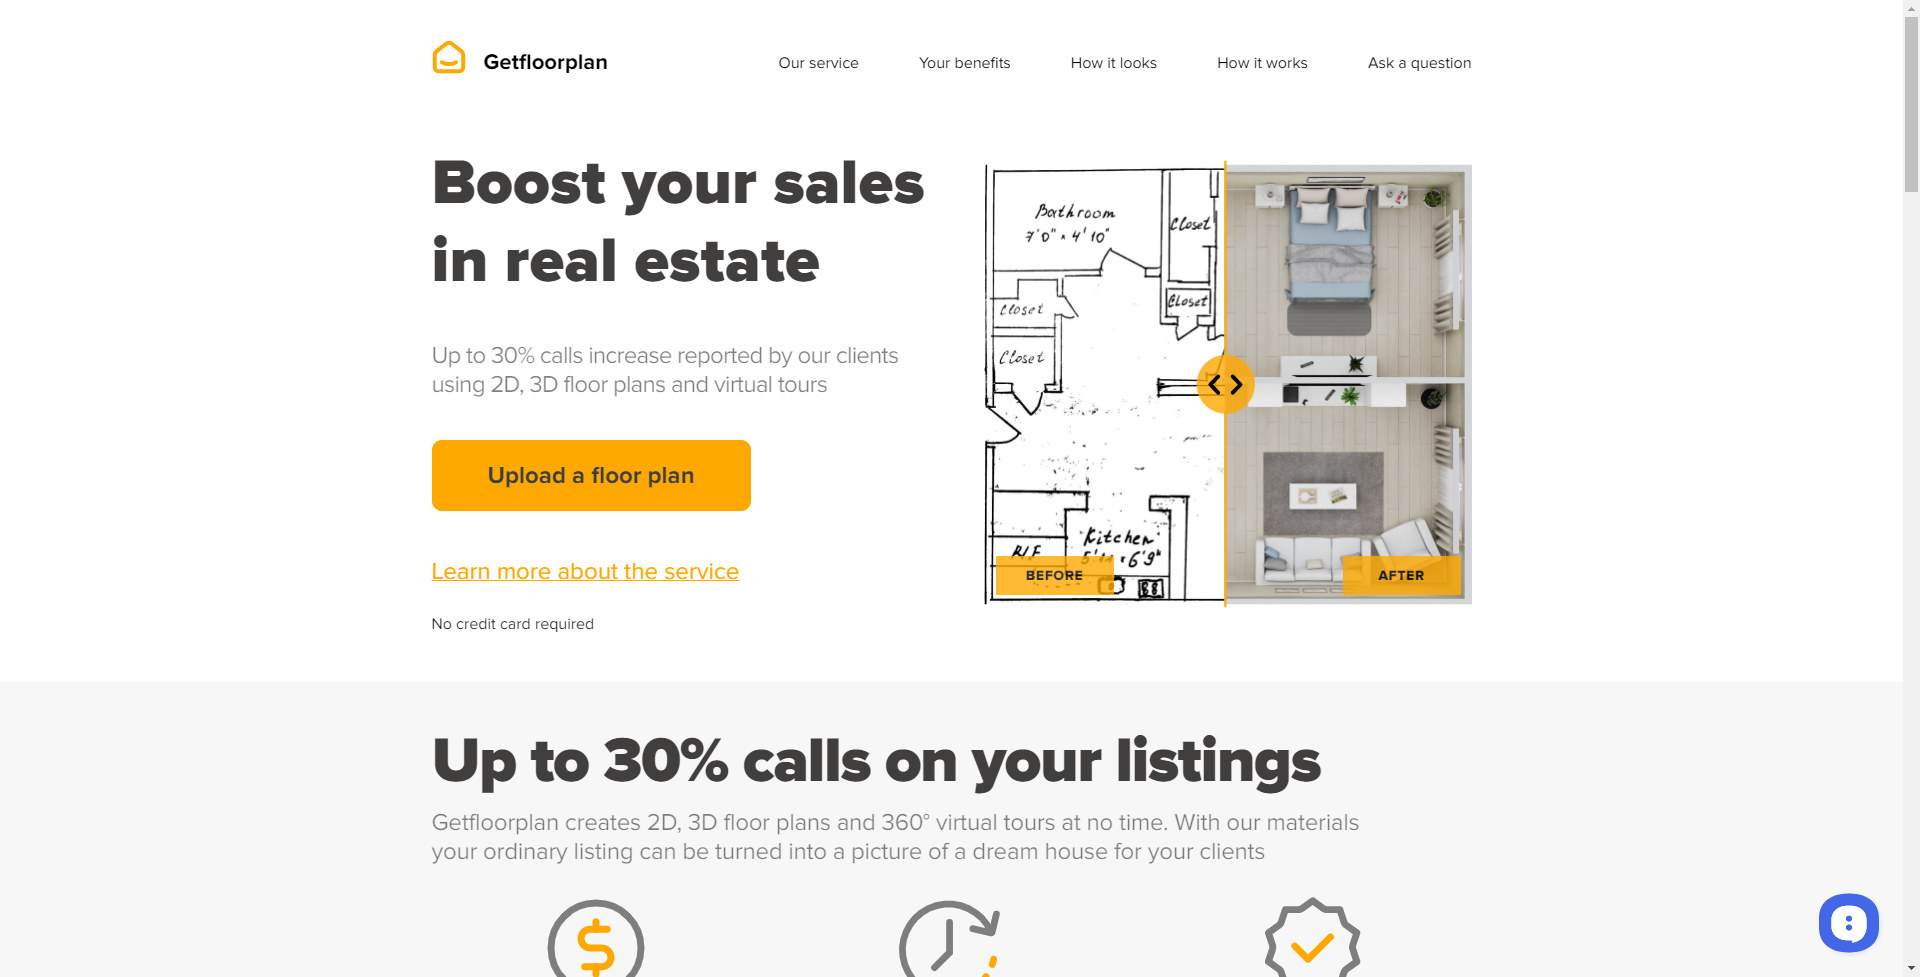 Getfloorplan
Our service
Your benefits
How it looks
How it works
Ask a question
Boost your sales
in real estate
Up to 30% calls increase reported by our clients
using 2D, 3D floor plans and virtual tours
Upload a floor plan
Learn more about the service
No credit card required
Bathroom
7'0" x 4'10"
Closet
Closet
Closet
Closet
Kitchen
5'11 x 6'9"
BEFORE
AFTER
Up to 30% calls on your listings
Getfloorplan creates 2D, 3D floor plans and 360° virtual tours at no time. With our materials
your ordinary listing can be turned into a picture of a dream house for your clients